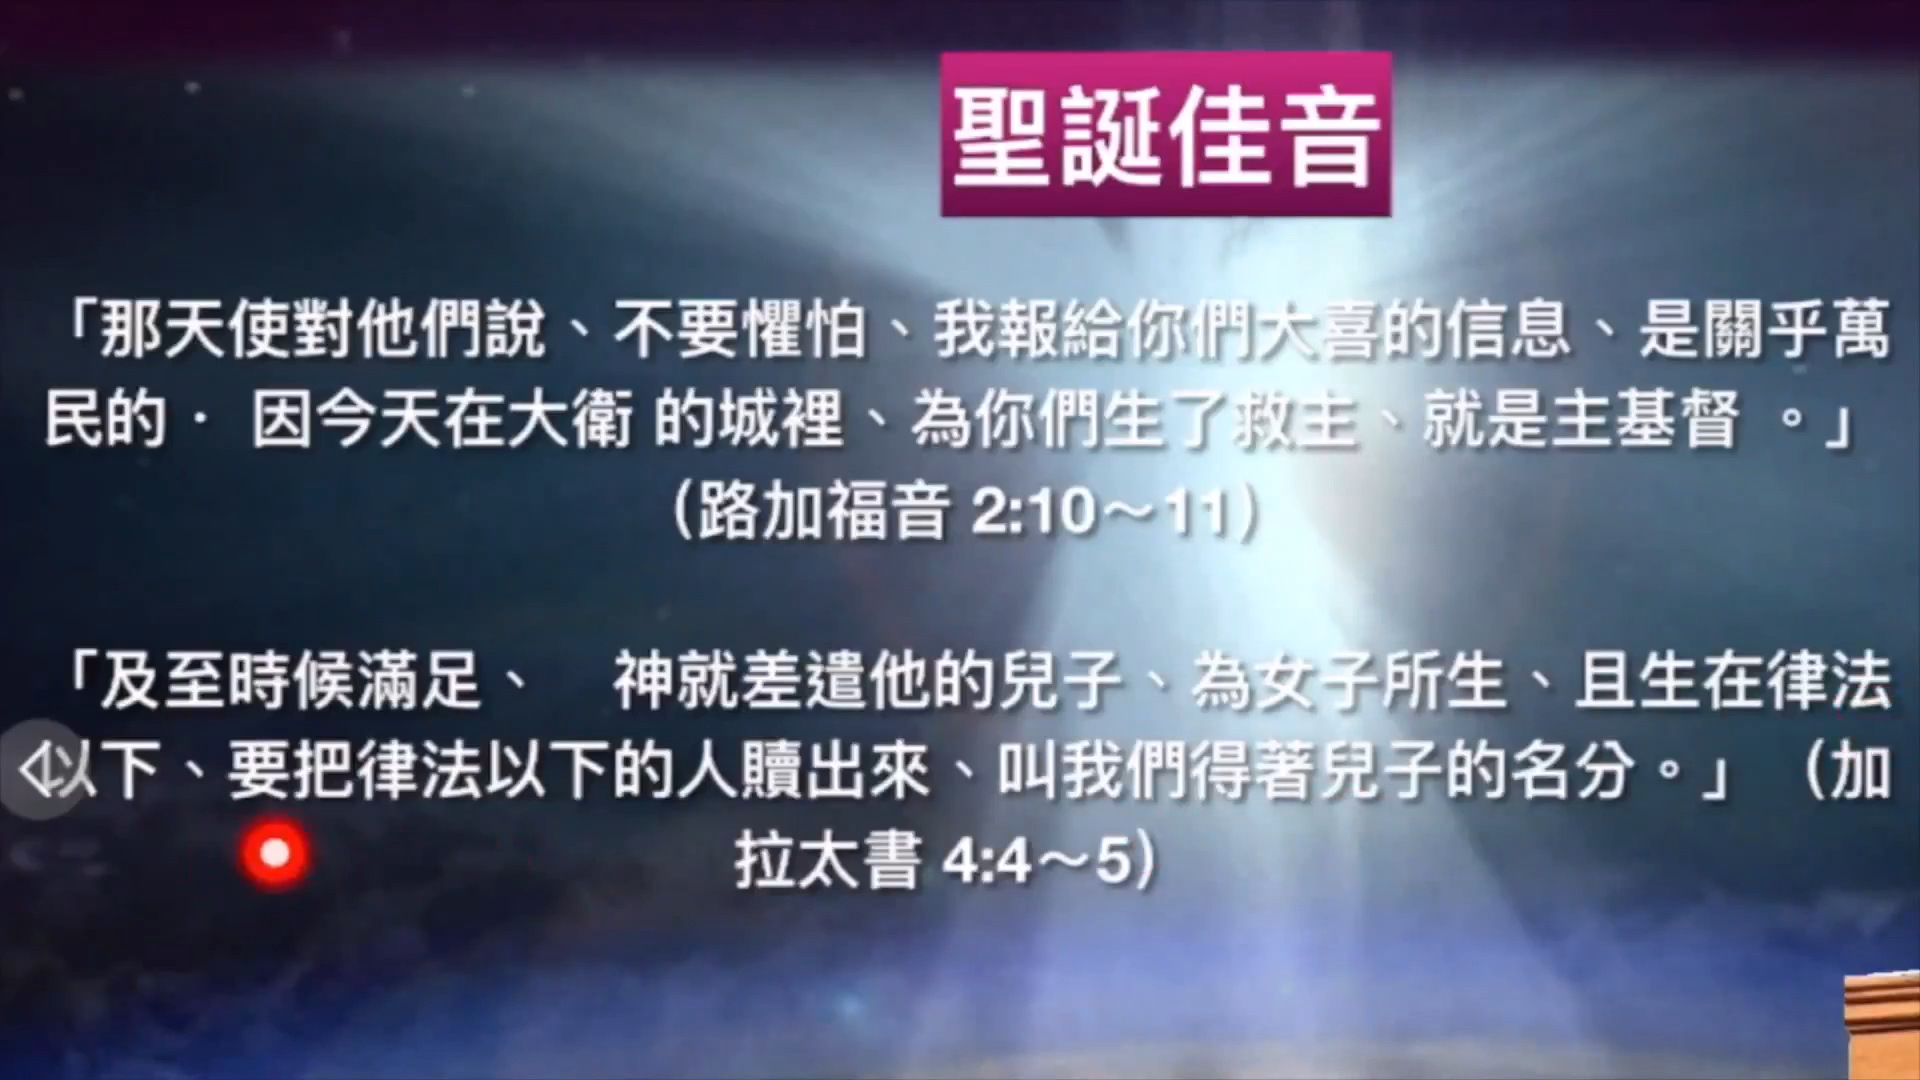 聖誕佳音
「那天使對他們說、不要懼怕、我報給你們大喜的信息、是關乎萬
民的． 因今天在大衛 的城裡、為你們生了救主、就是主基督 。」
（路加福音 2:10～11）
「及至時候滿足、　神就差遣他的兒子、為女子所生、且生在律法
以下、要把律法以下的人贖出來、叫我們得著兒子的名分。」（加
拉太書 4:4～5）